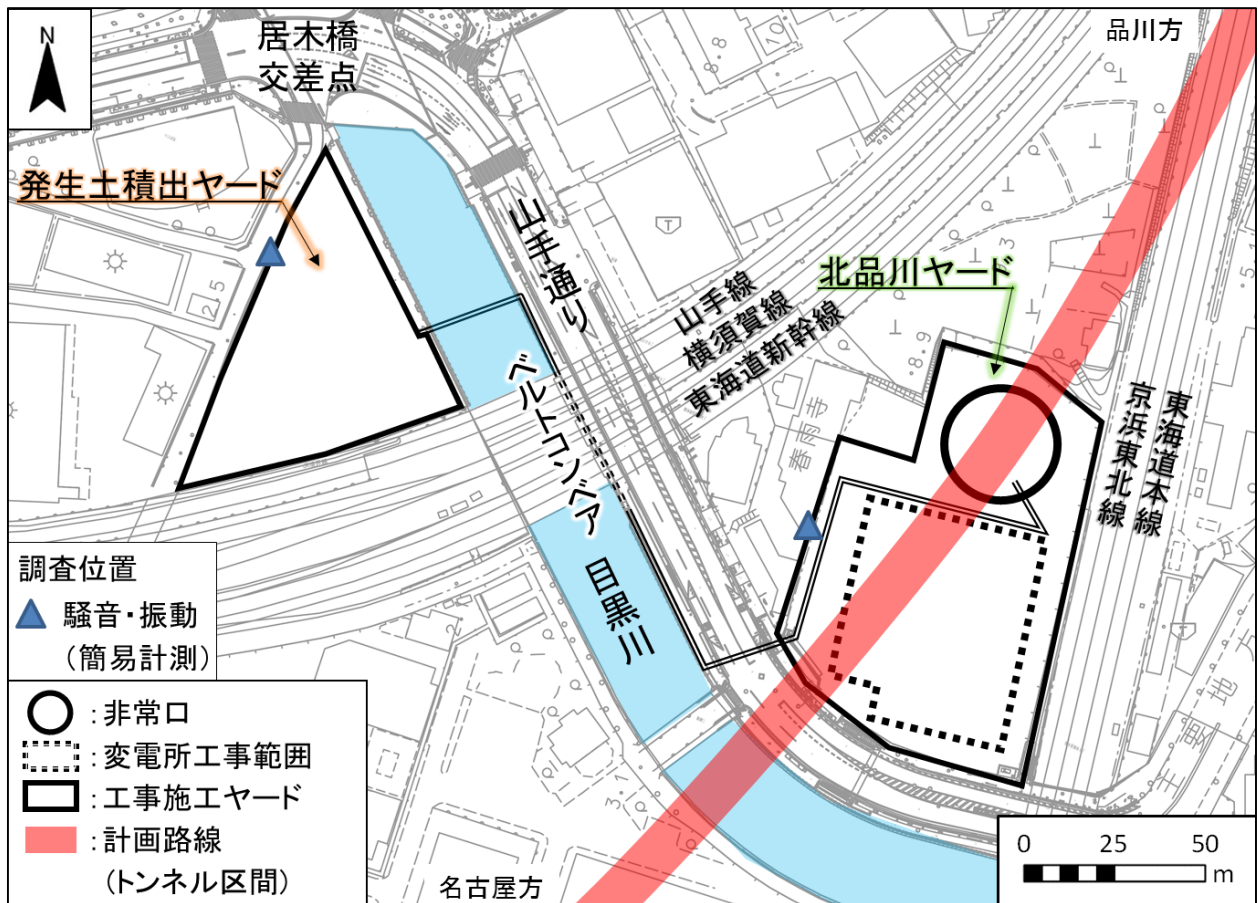 N
居木橋
交差点
品川方
発生土積出ヤード
山手通り
山手線
横須賀線
東海道新幹線
北品川ヤード
8.9
春雨寺
東海道本線
京浜東北線
2.5
ベルトコンベア
目黒川
調査位置
騒音・振動
(簡易計測)
:非常口
:変電所工事範囲
:工事施工ヤード
:計画路線
(トンネル区間)
名古屋方
0 25 50
m